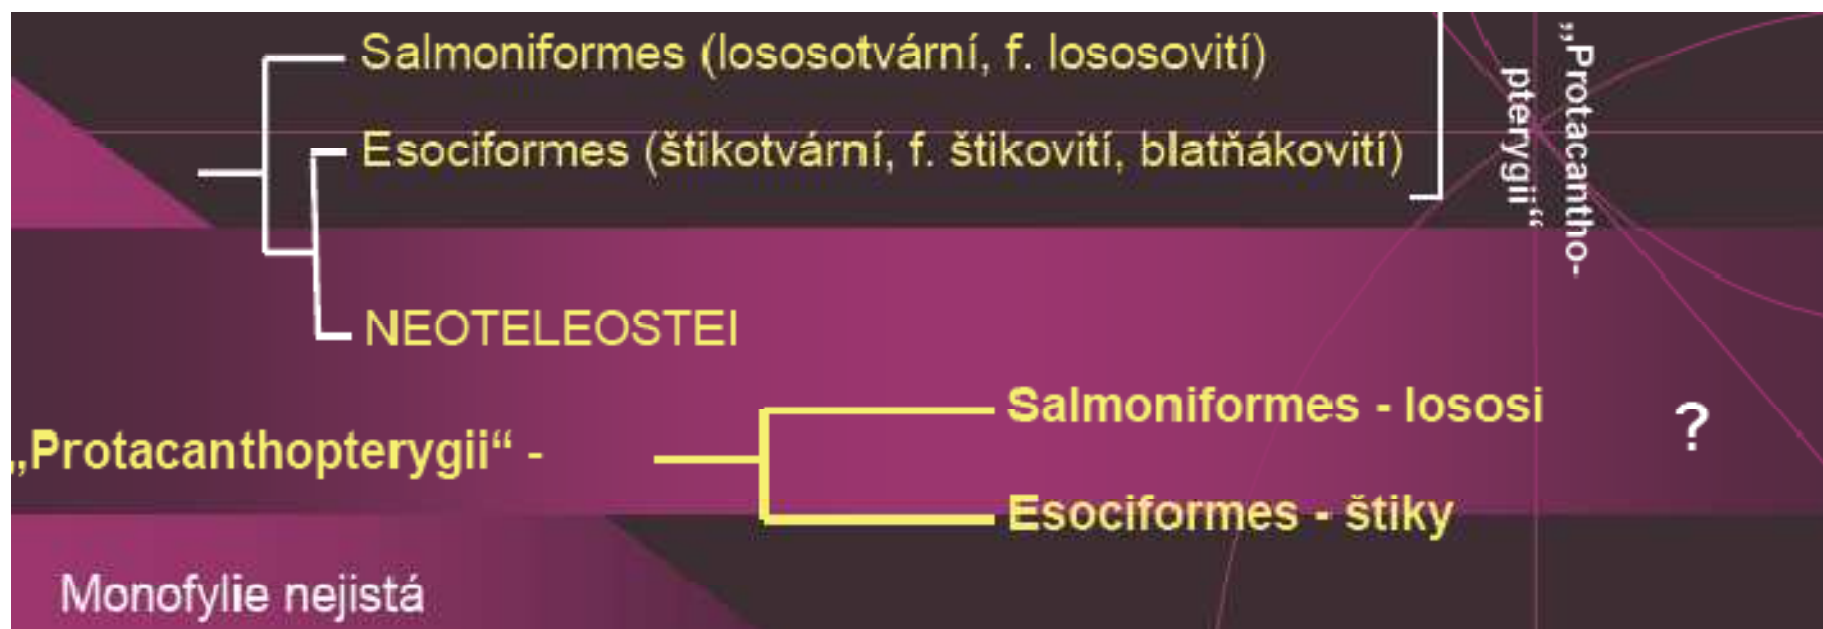 Salmoniformes (lososotvární, f. lososovití)
Esociformes (štikotvární, f. štikovití, blatňákovití)
„Protacantho-
pterygii“
NEOTELEOSTEI
„Protacanthopterygii“ -
Salmoniformes - lososi
?
Esociformes - štiky
Monofylie nejistá